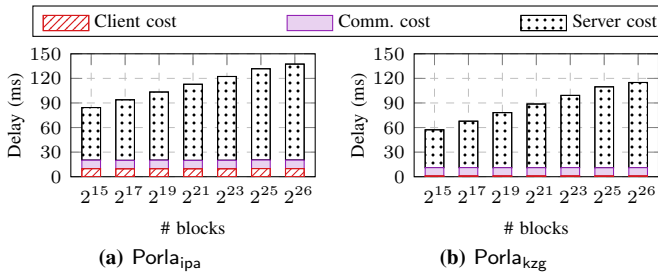 Client cost Comm. cost Server cost
Delay (ms)
150
120
90
60
30
0
2^15 2^17 2^19 2^21 2^23 2^25 2^26
# blocks
(a) Porla_ipa
Delay (ms)
150
120
90
60
30
0
2^15 2^17 2^19 2^21 2^23 2^25 2^26
# blocks
(b) Porla_kzg